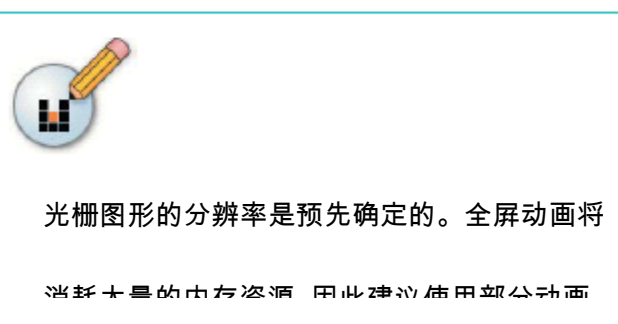 光栅图形的分辨率是预先确定的。全屏动画将
消耗大量的内存资源，因此建议使用部分动画